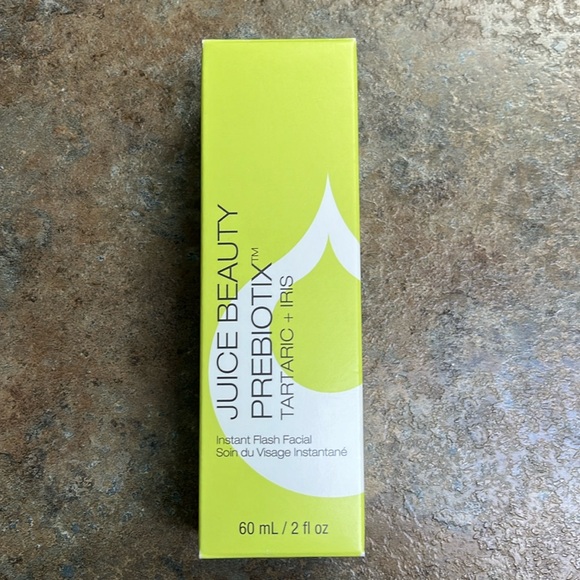 JUICE BEAUTY
PREBIOTIX™
TARTARIC + IRIS
Instant Flash Facial
Soin du Visage Instantané
60 mL / 2 fl oz